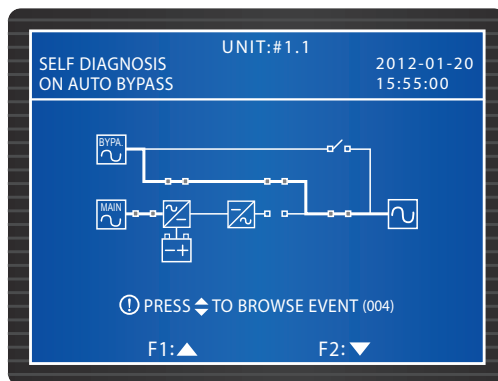 UNIT:#1.1
SELF DIAGNOSIS
ON AUTO BYPASS
2012-01-20
15:55:00
BYPA.
MAIN
PRESS TO BROWSE EVENT (004)
F1:
F2: